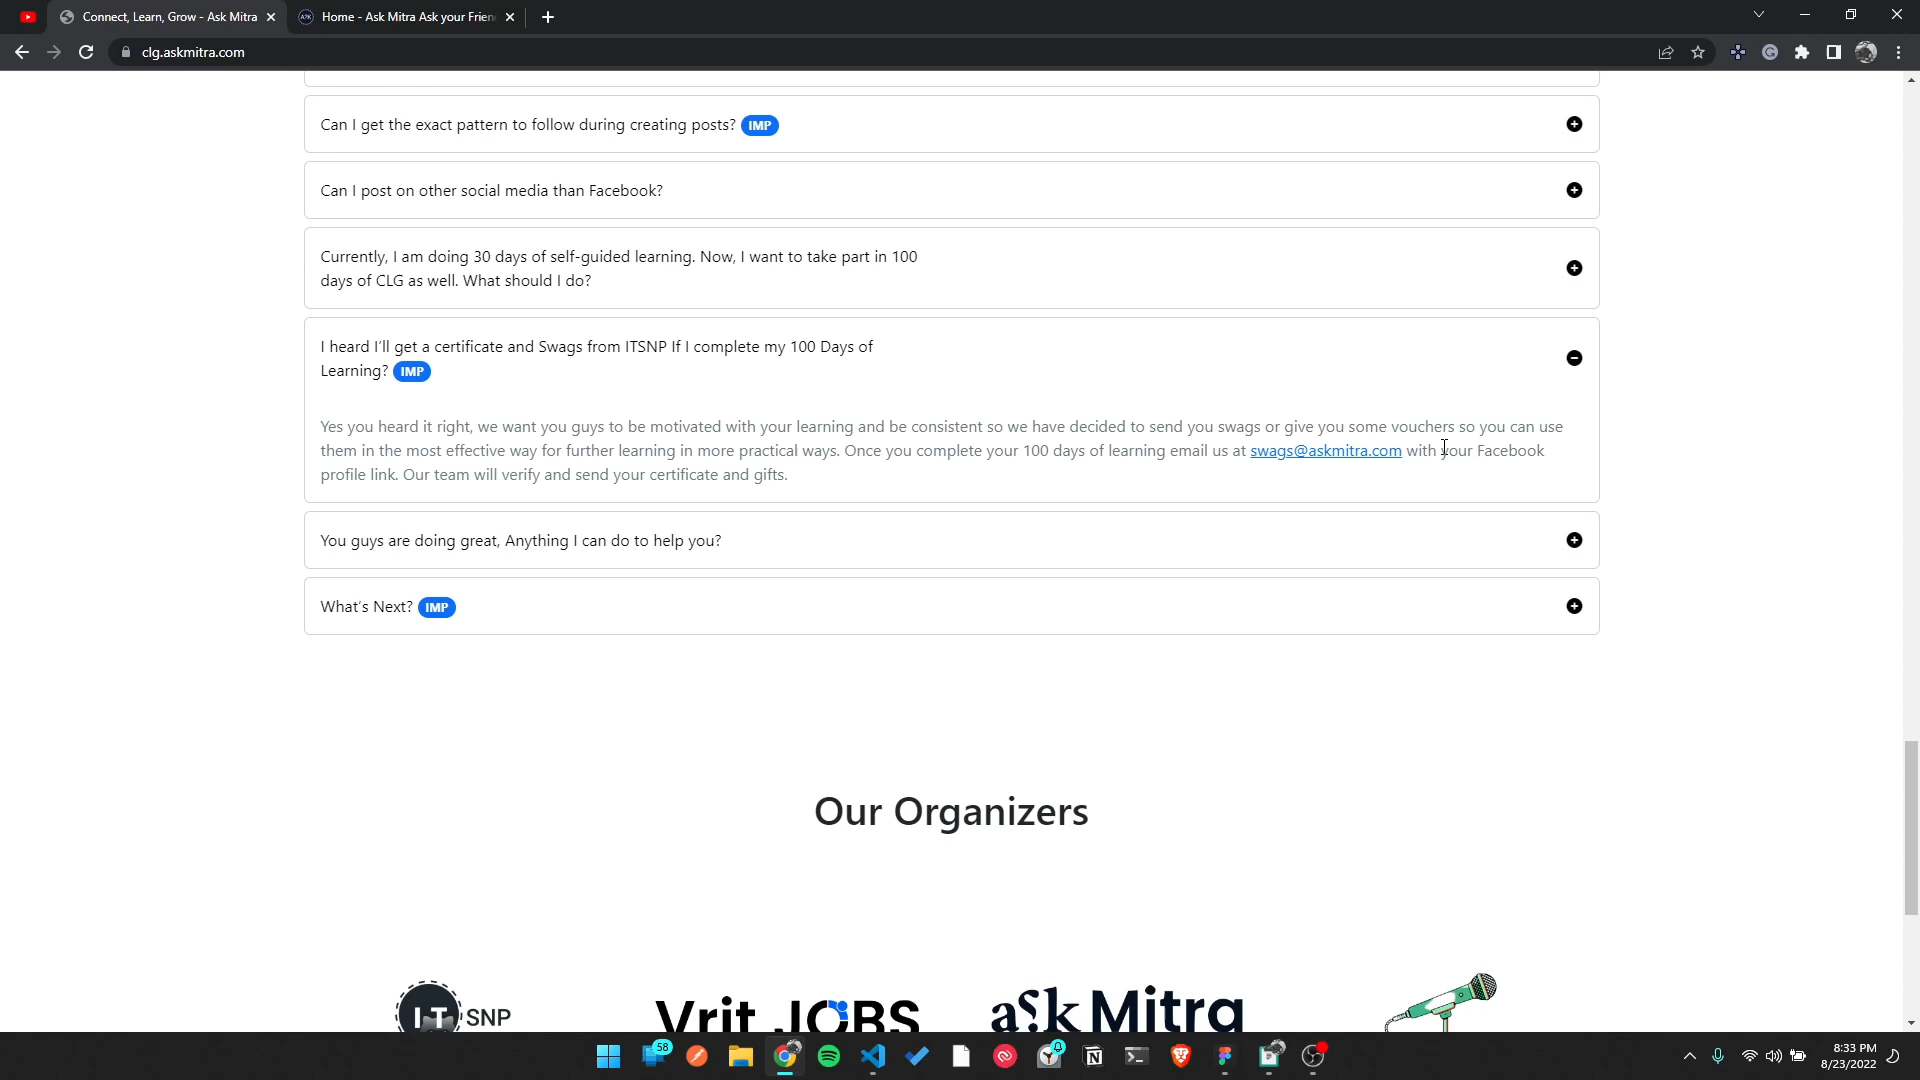 Connect, Learn, Grow - Ask Mitra
Home - Ask Mitra Ask your Frien
clg.askmitra.com
Can I get the exact pattern to follow during creating posts? IMP
Can I post on other social media than Facebook?
Currently, I am doing 30 days of self-guided learning. Now, I want to take part in 100
days of CLG as well. What should I do?
I heard I'll get a certificate and Swags from ITSNP If I complete my 100 Days of
Learning? IMP
Yes you heard it right, we want you guys to be motivated with your learning and be consistent so we have decided to send you swags or give you some vouchers so you can use
them in the most effective way for further learning in more practical ways. Once you complete your 100 days of learning email us at swags@askmitra.com with your Facebook
profile link. Our team will verify and send your certificate and gifts.
You guys are doing great, Anything I can do to help you?
What's Next? IMP
Our Organizers
IT SNP
Vrit JOBS
aSk Mitra
58
8:33 PM
8/23/2022